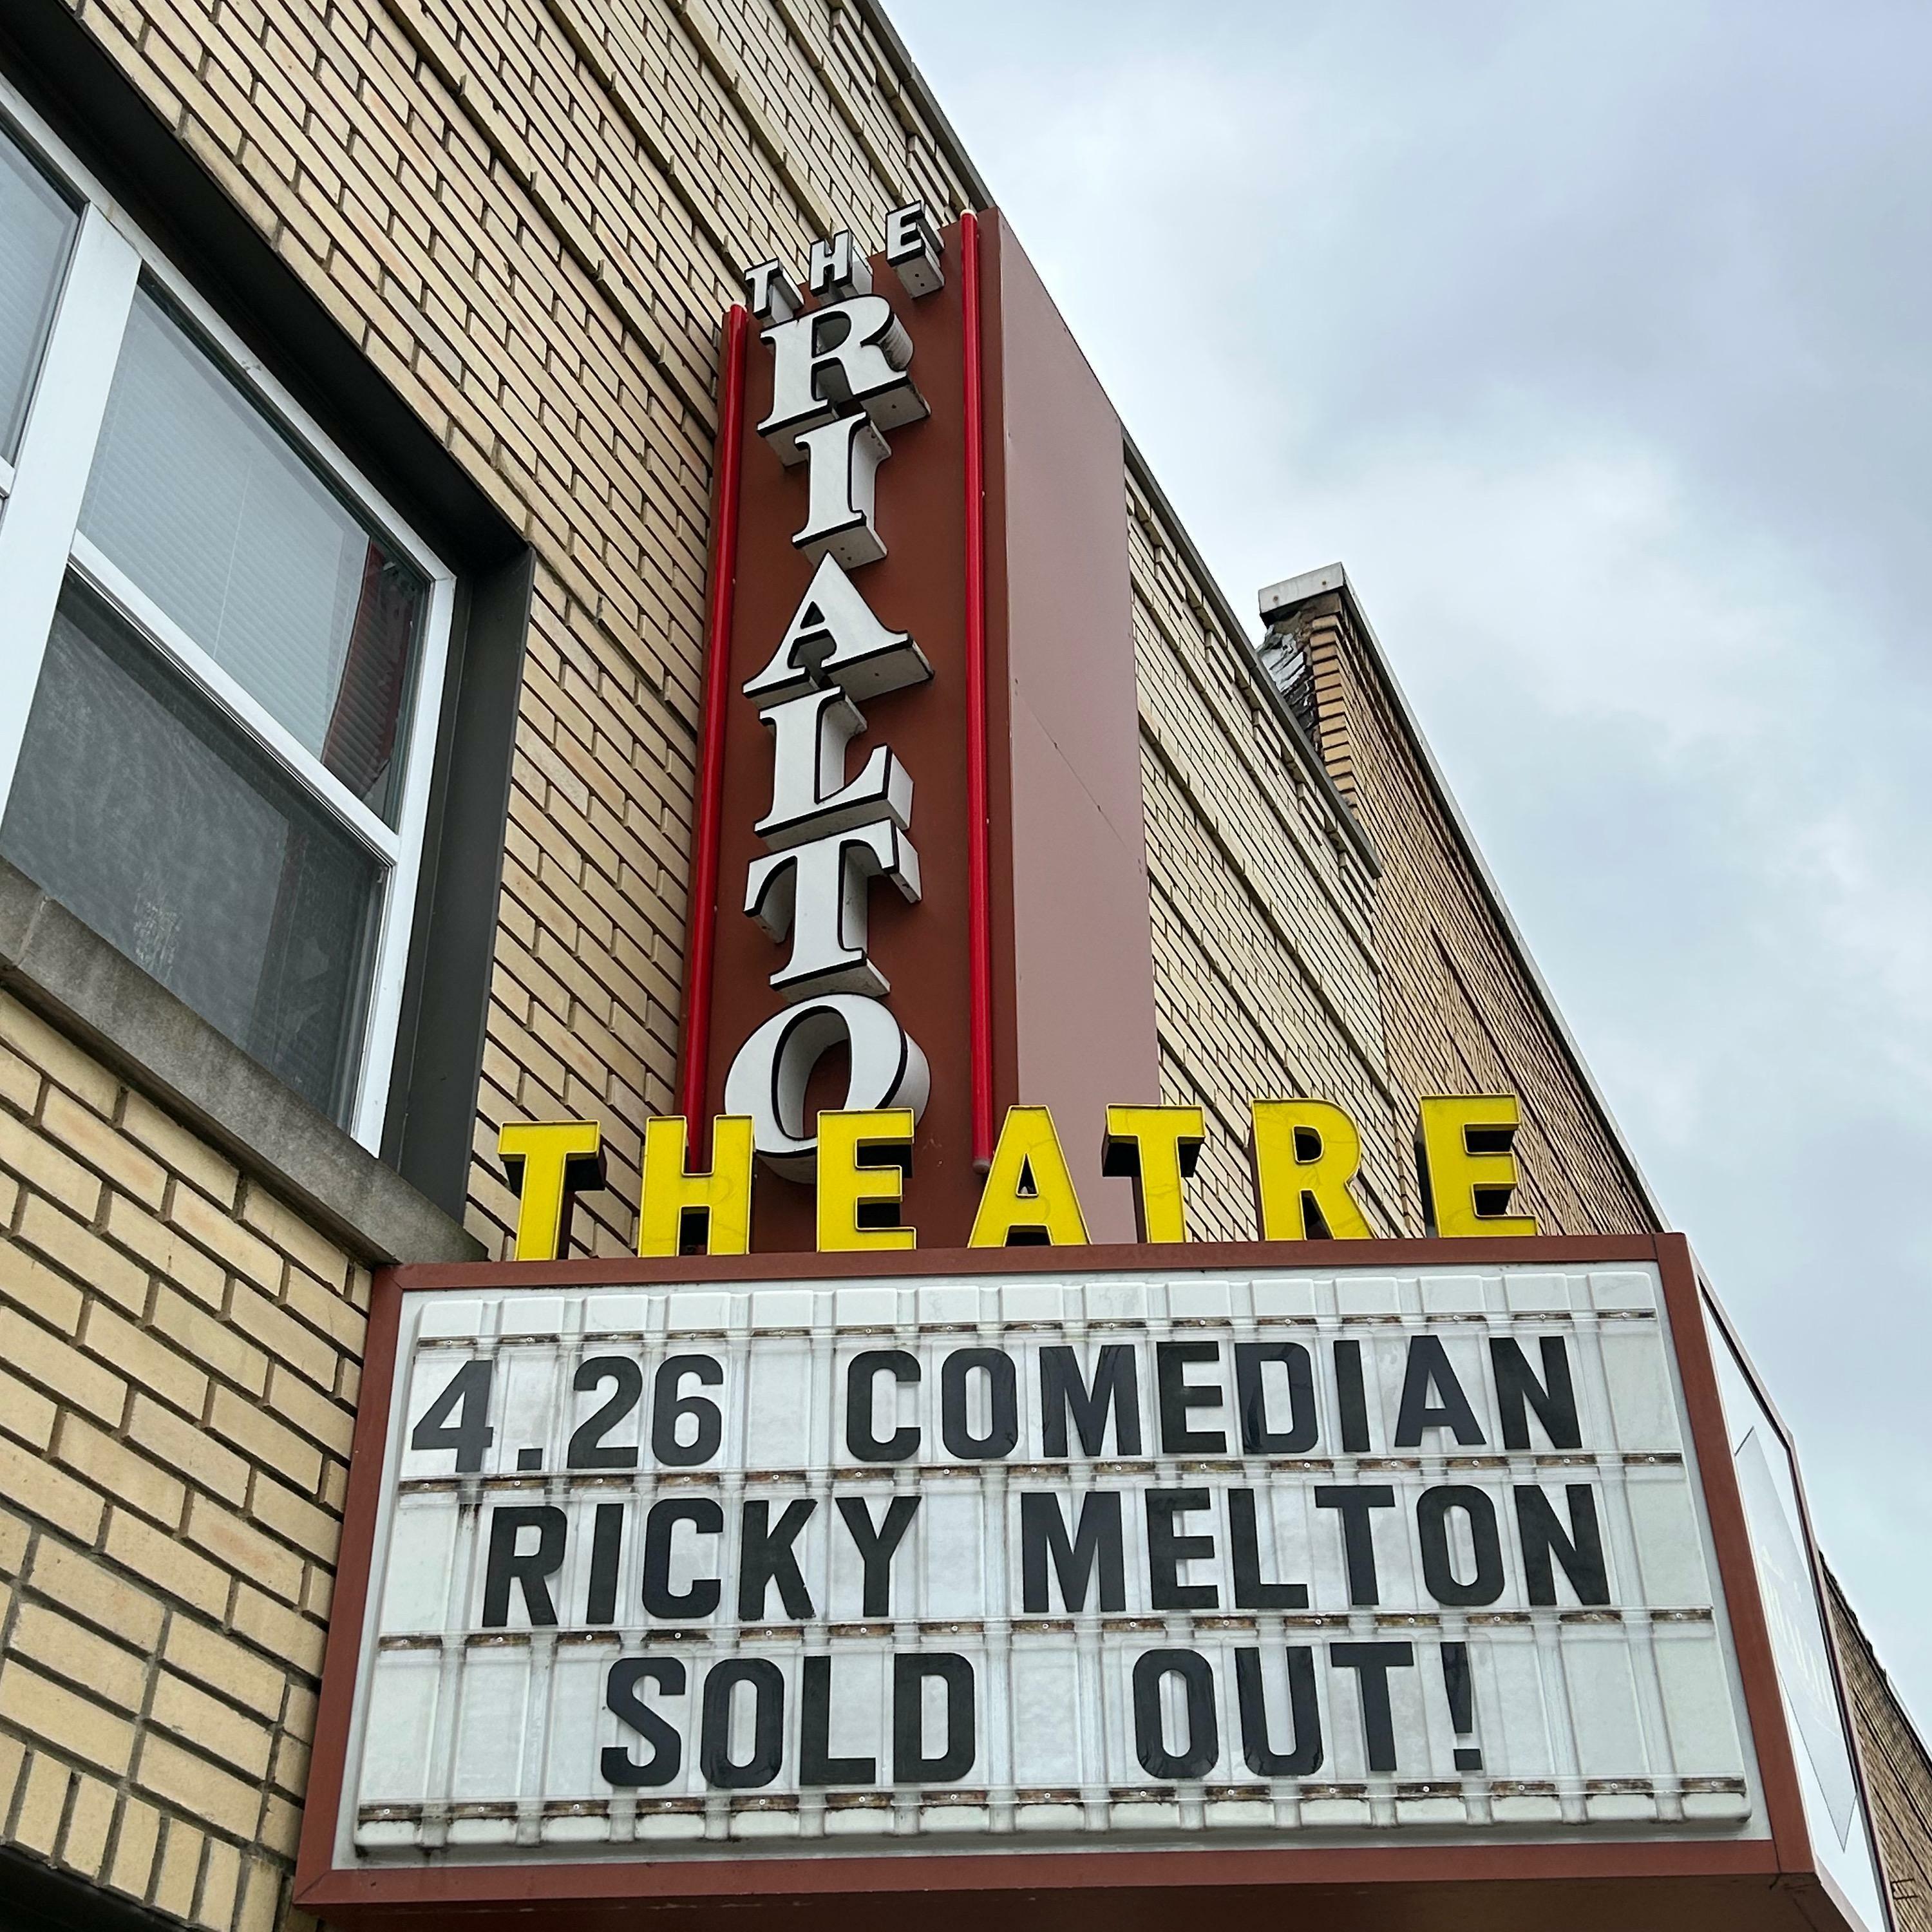 THE
RIALTO
THEATRE
4.26 COMEDIAN
RICKY MELTON
SOLD OUT!